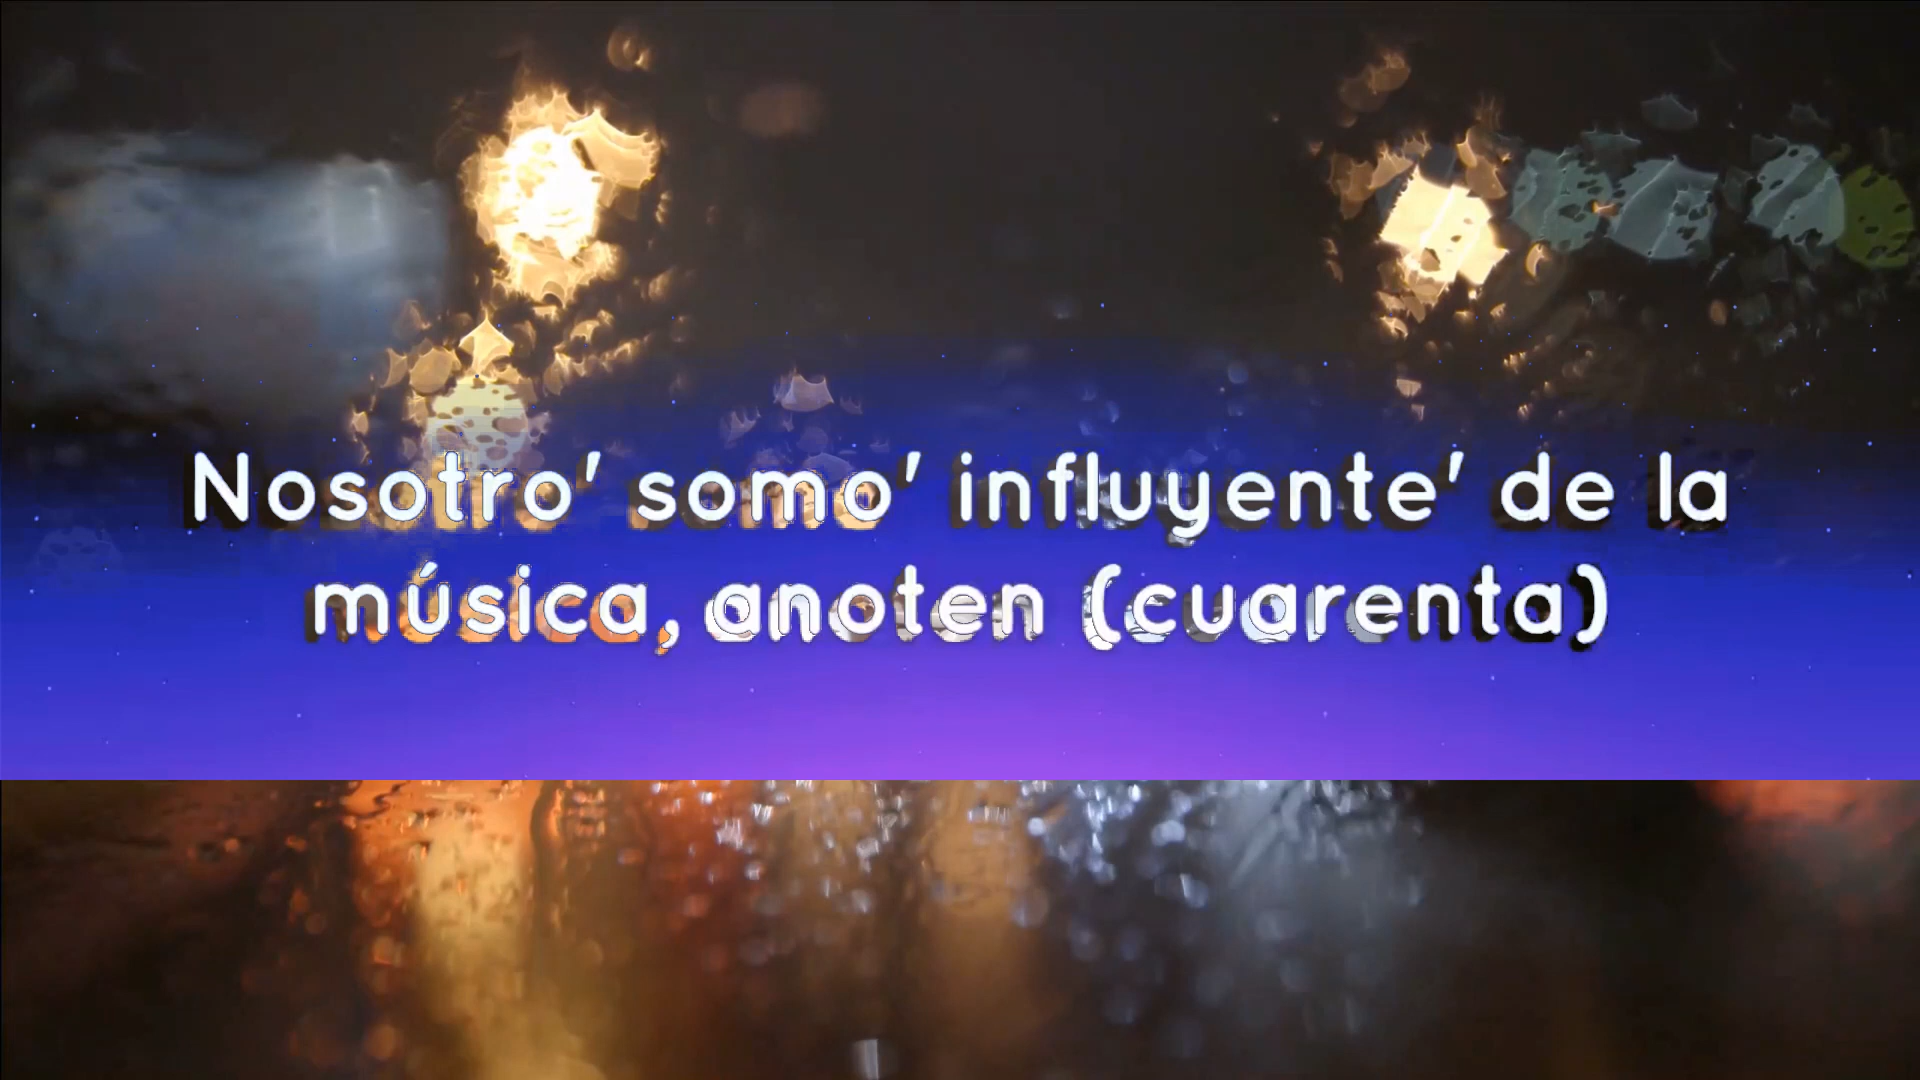 Nosotro' somo' influyente' de la
música, anoten (cuarenta)